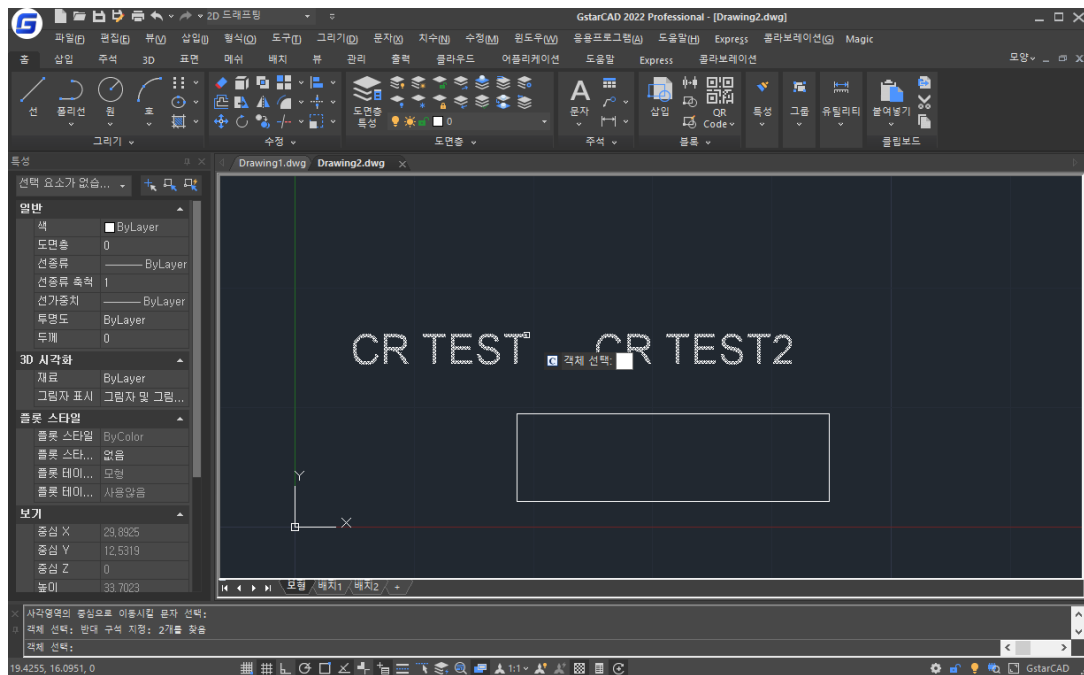 2D 드래프팅
GstarCAD 2022 Professional - [Drawing2.dwg]
파일(F) 편집(E) 뷰(V) 삽입(I) 형식(O) 도구(T) 그리기(D) 문자(X) 치수(N) 수정(M) 윈도우(W) 응용프로그램(A) 도움말(H) Express 콜라보레이션(G) Magic
홈 삽입 주석 3D 표면 메쉬 배치 뷰 관리 출력 클라우드 어플리케이션 도움말 Express 콜라보레이션 모양
선 폴리선 원 호 도면층 특성 0 문자 삽입 QR Code 특성 그룹 유틸리티 붙여넣기
그리기 수정 도면층 주석 블록 클립보드
특성
Drawing1.dwg Drawing2.dwg
선택 요소가 없습...
일반
색 ByLayer
도면층 0
선종류 ByLayer
선종류 축척 1
선가중치 ByLayer
투명도 ByLayer
두께 0
3D 시각화
재료 ByLayer
그림자 표시 그림자 및 그림...
플롯 스타일
플롯 스타일 ByColor
플롯 스타... 없음
플롯 테이... 모형
플롯 테이... 사용않음
보기
중심 X 29.8925
중심 Y 12.5319
중심 Z 0
높이 33.7023
CR TEST CR TEST2
객체 선택:
Y
X
모형 배치1 배치2 +
사각영역의 중심으로 이동시킬 문자 선택:
객체 선택: 반대 구석 지정: 2개를 찾음
객체 선택:
19.4255, 16.0951, 0
1:1
GstarCAD